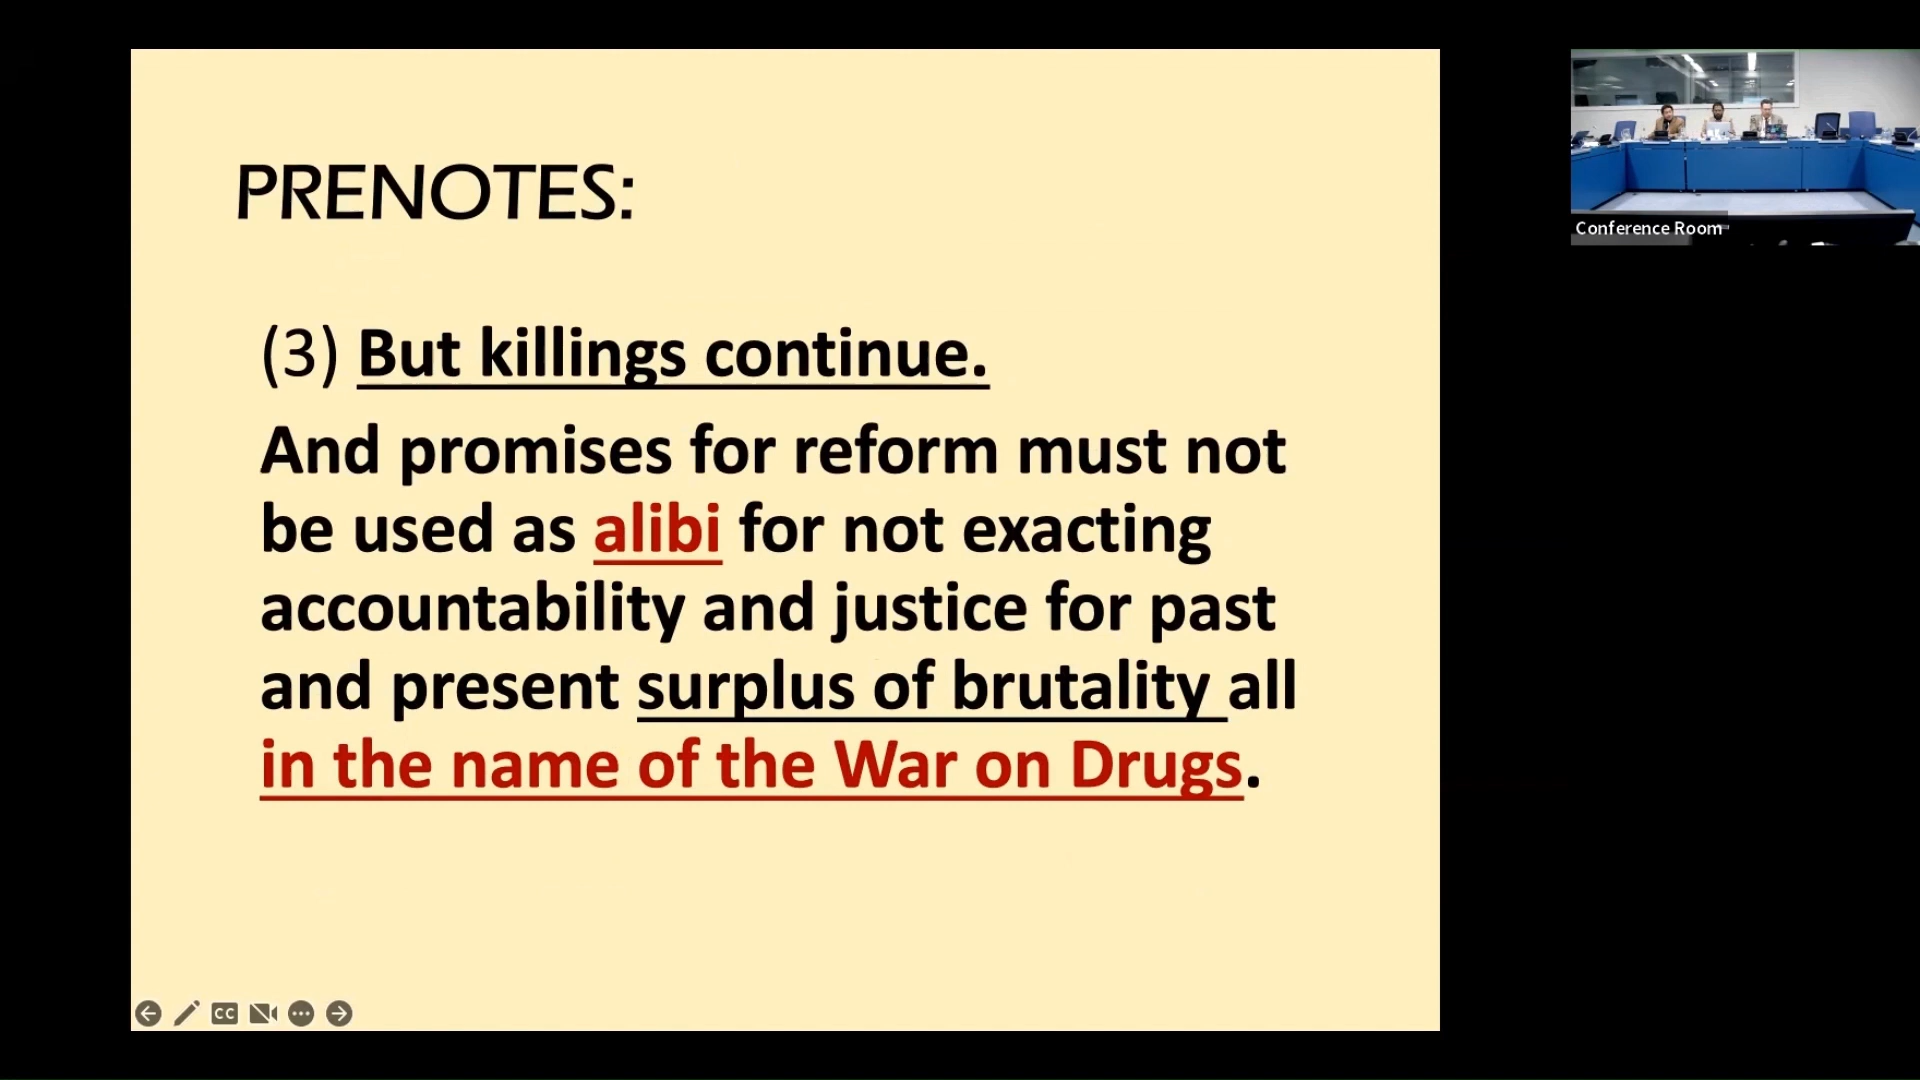 PRENOTES:
(3) But killings continue.
And promises for reform must not
be used as alibi for not exacting
accountability and justice for past
and present surplus of brutality all
in the name of the War on Drugs.
CC
Conference Room